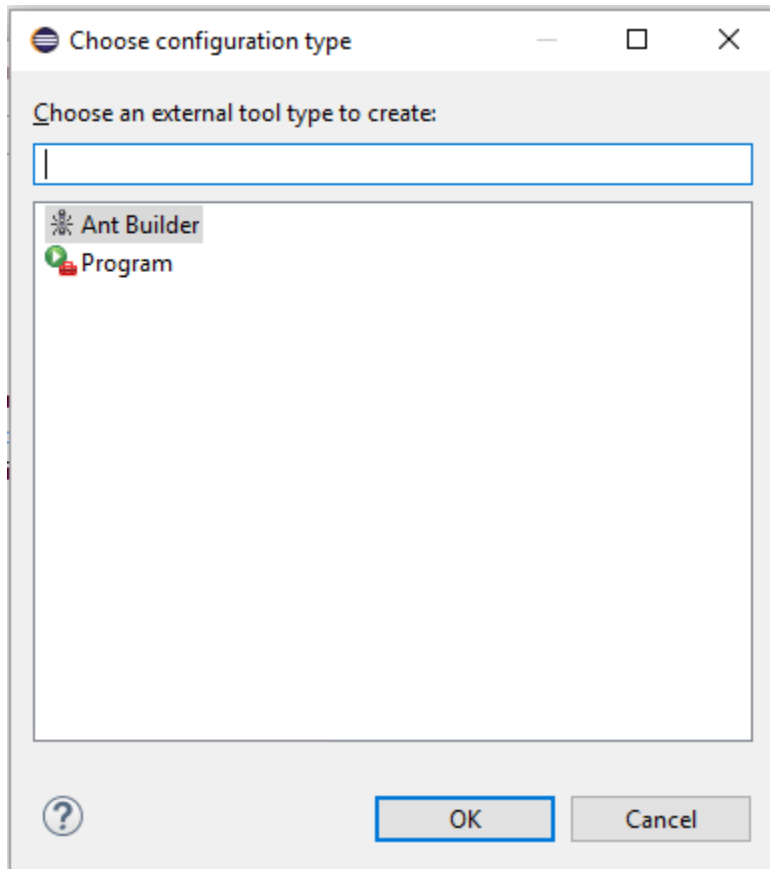 Choose configuration type
Choose an external tool type to create:
Ant Builder
Program
?
OK
Cancel